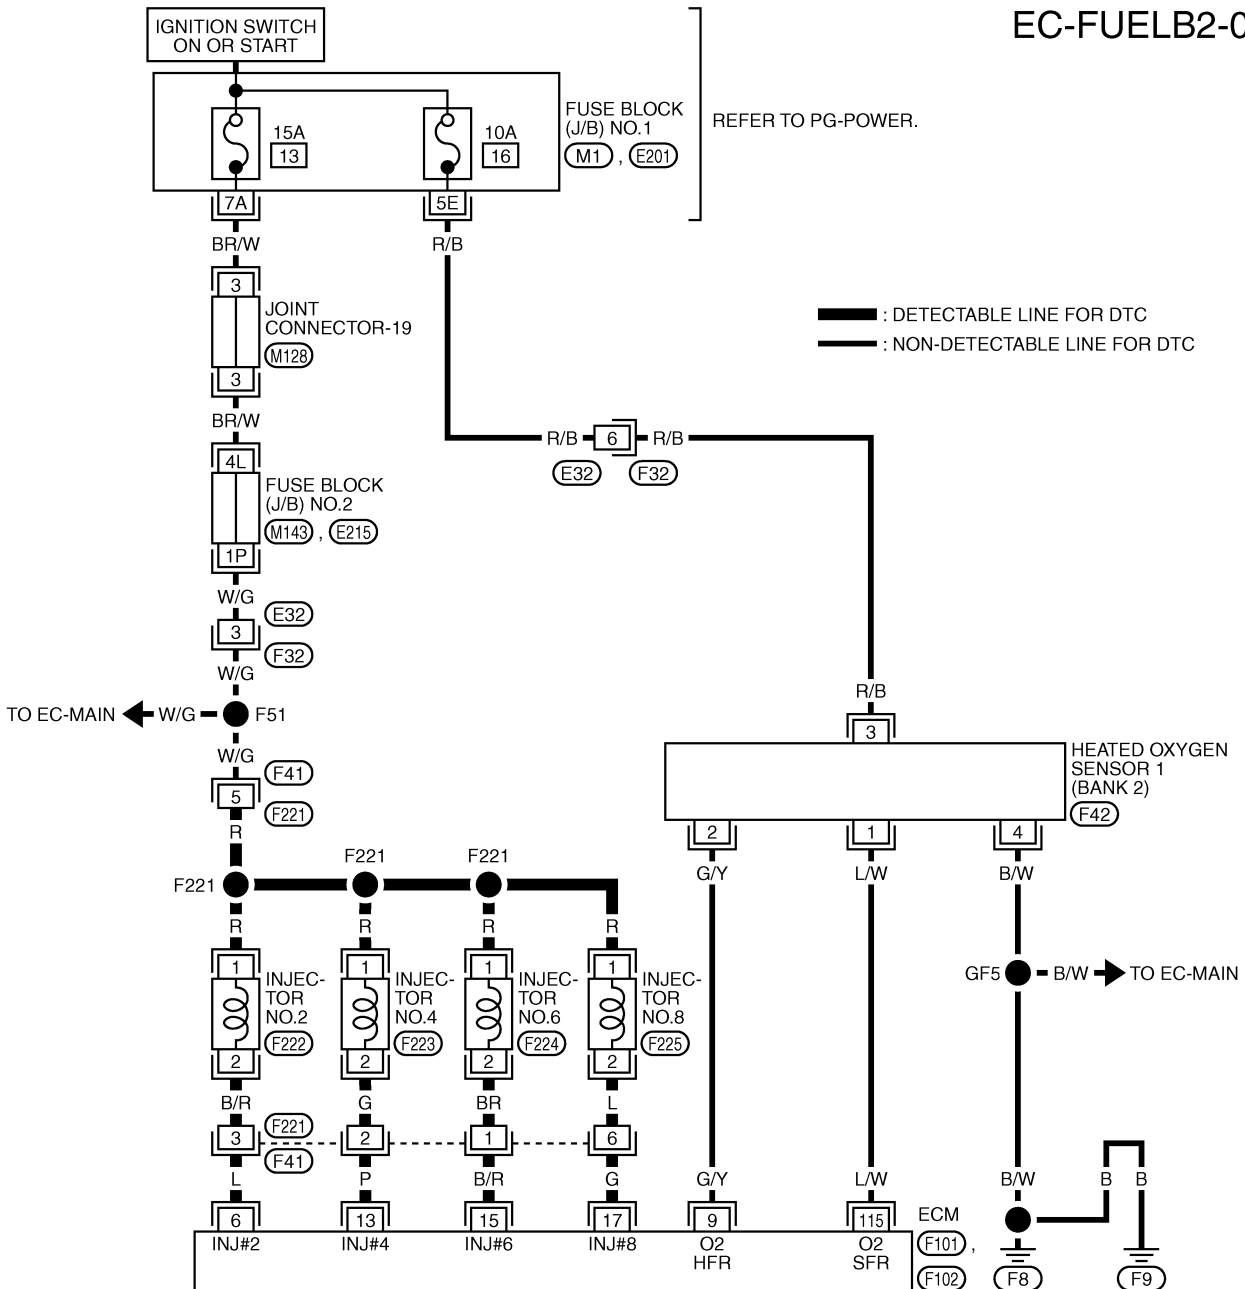 EC-FUELB2-0
IGNITION SWITCH
ON OR START
15A
13
10A
16
FUSE BLOCK
(J/B) NO.1
M1 , E201
REFER TO PG-POWER.
7A
5E
BR/W
R/B
3
JOINT
CONNECTOR-19
M128
3
: DETECTABLE LINE FOR DTC
: NON-DETECTABLE LINE FOR DTC
BR/W
R/B 6 R/B
E32 F32
4L
FUSE BLOCK
(J/B) NO.2
M143 , E215
1P
W/G
E32
3
F32
W/G
TO EC-MAIN W/G F51
R/B
3
W/G
F41
5
F221
R
HEATED OXYGEN
SENSOR 1
(BANK 2)
F42
2 1 4
G/Y L/W B/W
F221 F221
F221
R R R R
1 1 1 1
INJEC-
TOR
NO.2
F222
INJEC-
TOR
NO.4
F223
INJEC-
TOR
NO.6
F224
INJEC-
TOR
NO.8
F225
GF5 B/W TO EC-MAIN
2 2 2 2
B/R G BR L
F221
3 2 1 6
F41
L P B/R G G/Y L/W B/W B B
6 13 15 17 9 115
INJ#2 INJ#4 INJ#6 INJ#8
O2
HFR
O2
SFR
ECM
F101 ,
F102
F8 F9